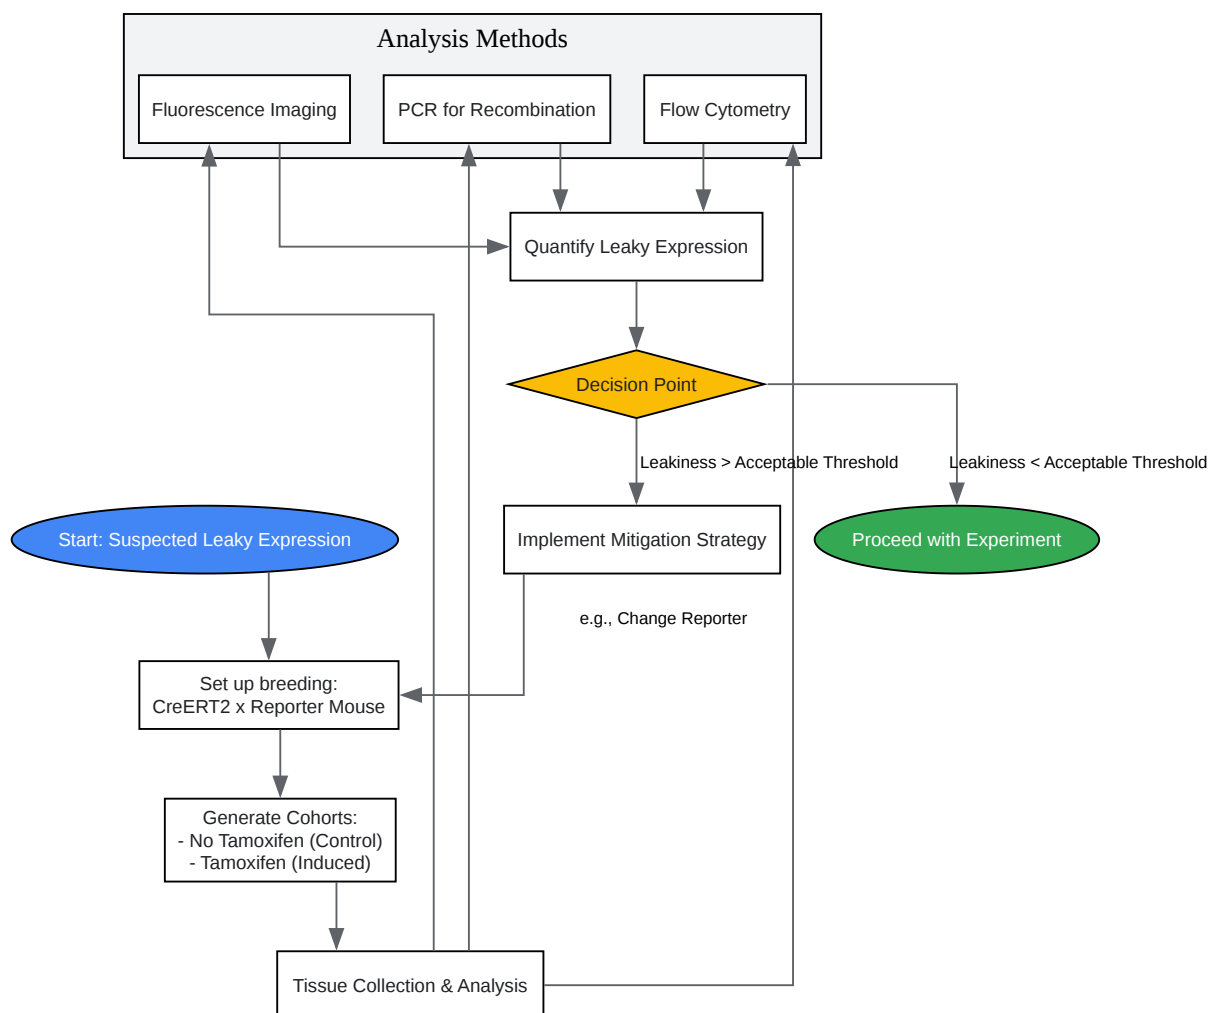 Analysis Methods
Fluorescence Imaging
PCR for Recombination
Flow Cytometry
Quantify Leaky Expression
Decision Point
Leakiness > Acceptable Threshold
Leakiness < Acceptable Threshold
Start: Suspected Leaky Expression
Implement Mitigation Strategy
Proceed with Experiment
e.g., Change Reporter
Set up breeding:
CreERT2 x Reporter Mouse
Generate Cohorts:
- No Tamoxifen (Control)
- Tamoxifen (Induced)
Tissue Collection & Analysis